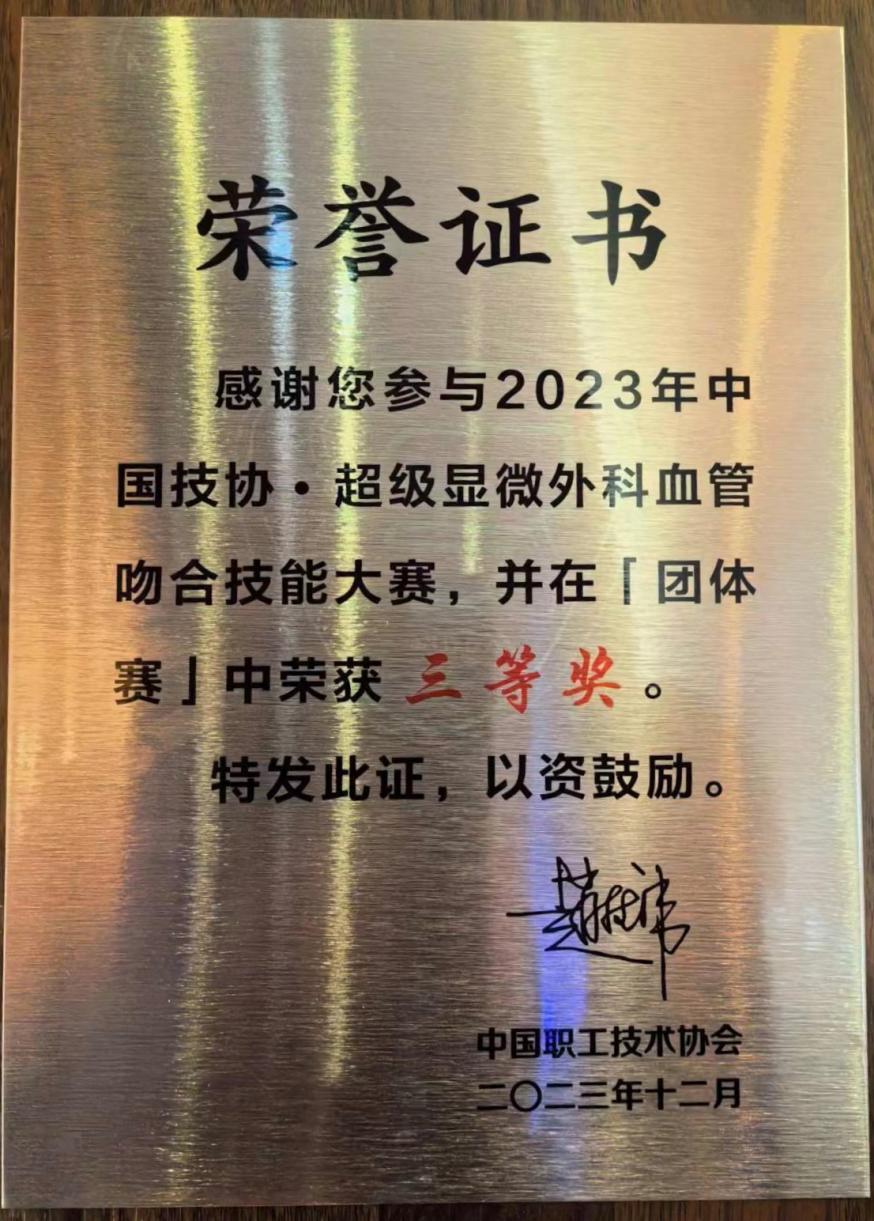 荣誉证书
感谢您参与2023年中
国技协·超级显微外科血管
吻合技能大赛，并在「团体
赛」中荣获 三等奖。
特发此证，以资鼓励。
中国职工技术协会
二〇二三年十二月